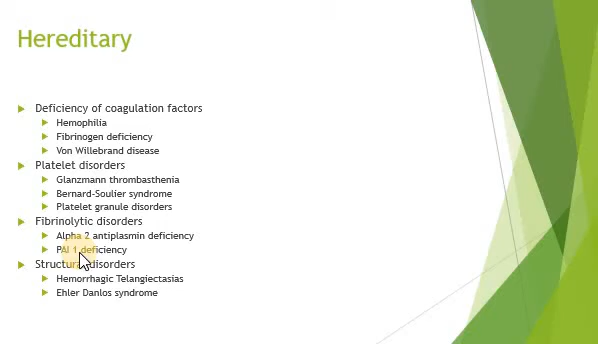 Hereditary
Deficiency of coagulation factors
Hemophilia
Fibrinogen deficiency
Von Willebrand disease
Platelet disorders
Glanzmann thrombasthenia
Bernard-Soulier syndrome
Platelet granule disorders
Fibrinolytic disorders
Alpha 2 antiplasmin deficiency
PAI 1 deficiency
Structural disorders
Hemorrhagic Telangiectasias
Ehler Danlos syndrome